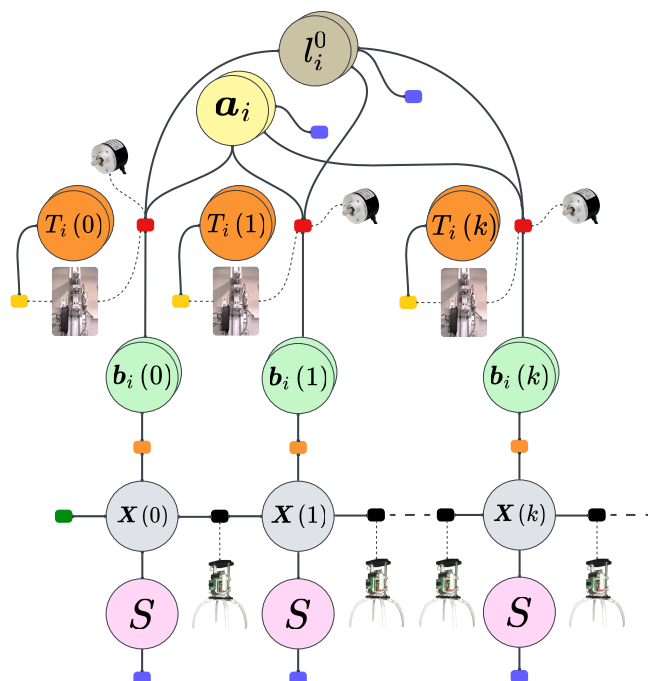 l_i^0
a_i
T_i(0) T_i(1) T_i(k)
b_i(0) b_i(1) b_i(k)
X(0) X(1) X(k)
S S S